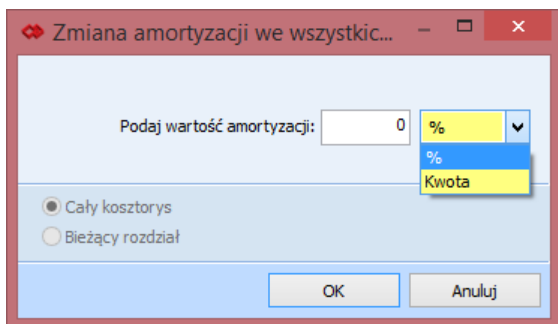 Zmiana amortyzacji we wszystkic...
Podaj wartość amortyzacji: 0 %
%
Kwota
Cały kosztorys
Bieżący rozdział
OK Anuluj